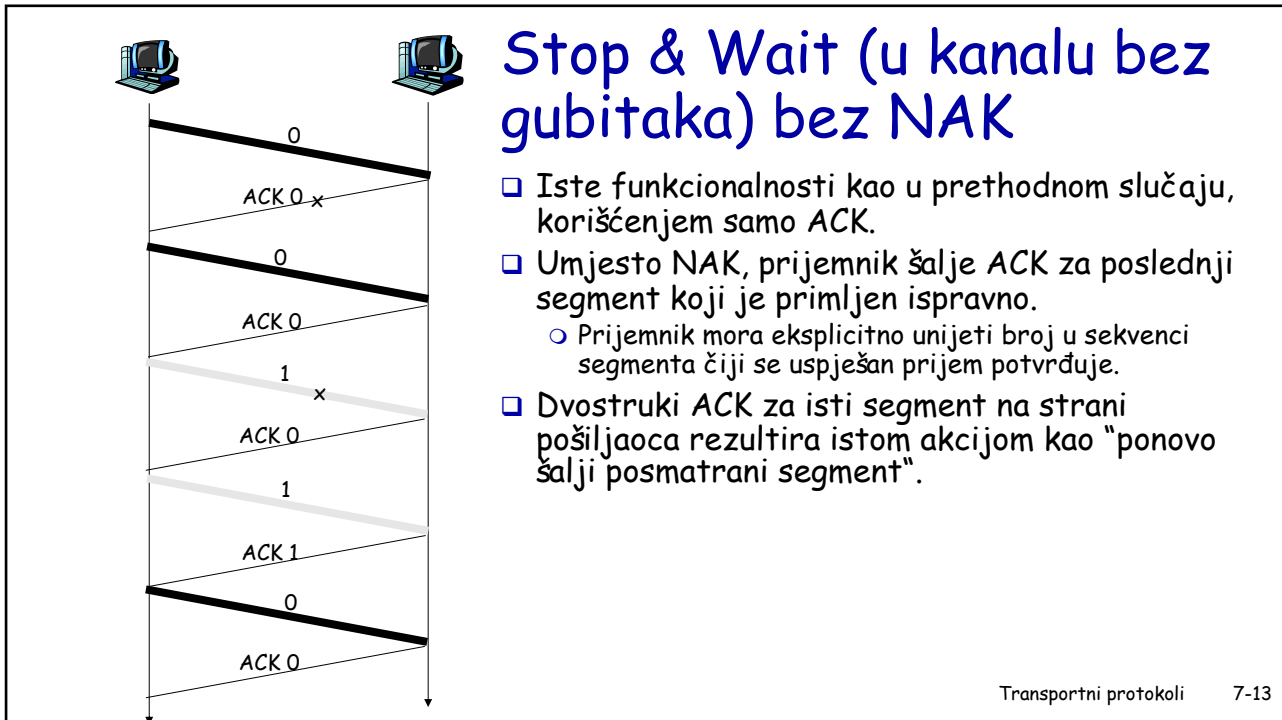 Stop & Wait (u kanalu bez
gubitaka) bez NAK
Iste funkcionalnosti kao u prethodnom slučaju,
korišćenjem samo ACK.
Umjesto NAK, prijemnik šalje ACK za poslednji
segment koji je primljen ispravno.
Prijemnik mora eksplicitno unijeti broj u sekvenci
segmenta čiji se uspješan prijem potvrđuje.
Dvostruki ACK za isti segment na strani
pošiljaoca rezultira istom akcijom kao “ponovo
šalji posmatrani segment“.
0
ACK 0 x
0
ACK 0
1
x
ACK 0
1
ACK 1
0
ACK 0
Transportni protokoli 7-13